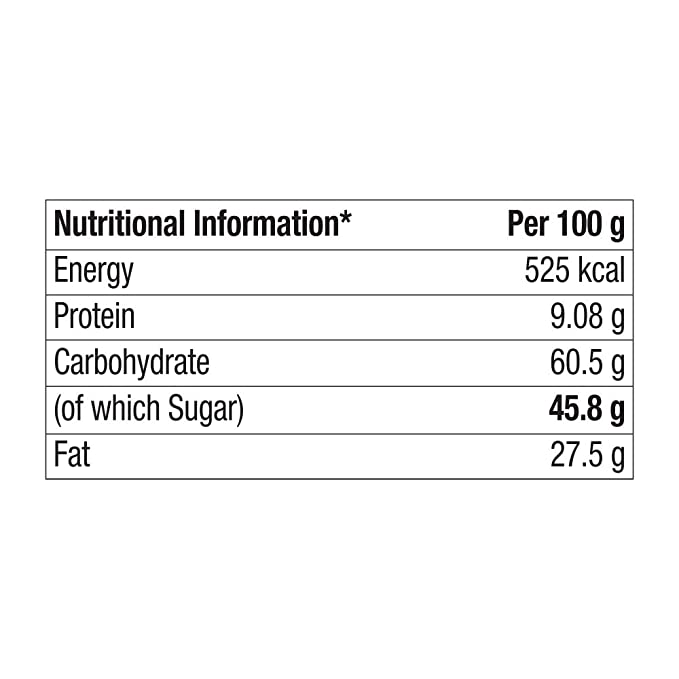 Nutritional Information* Per 100 g
Energy 525 kcal
Protein 9.08 g
Carbohydrate 60.5 g
(of which Sugar) 45.8 g
Fat 27.5 g